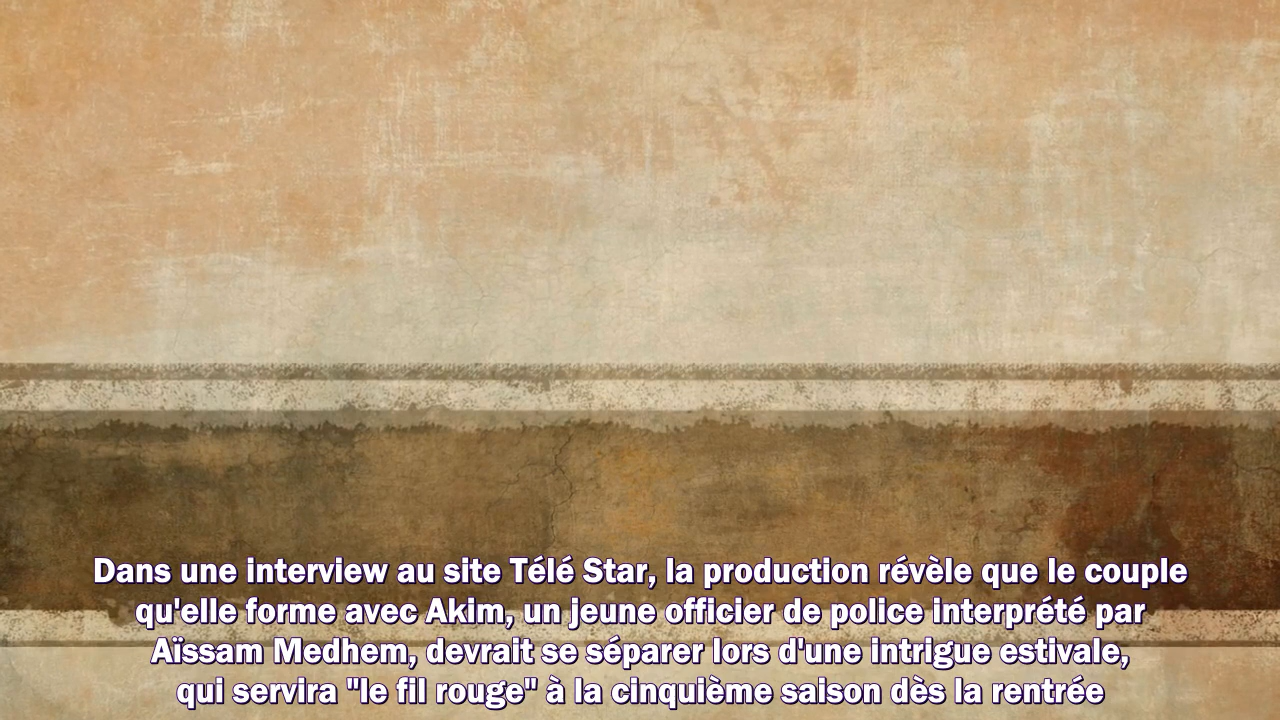 Dans une interview au site Télé Star, la production révèle que le couple
qu'elle forme avec Akim, un jeune officier de police interprété par
Aïssam Medhem, devrait se séparer lors d'une intrigue estivale,
qui servira "le fil rouge" à la cinquième saison dès la rentrée